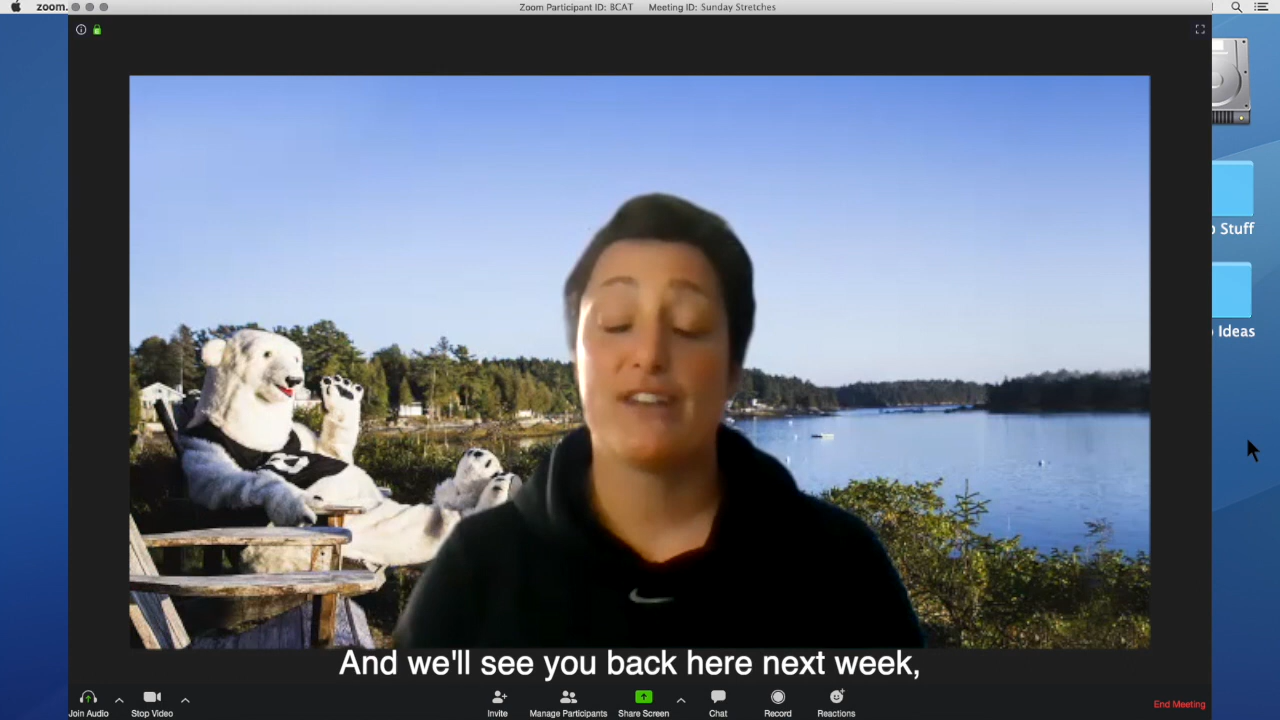 zoom.
Zoom Participant ID: BCAT Meeting ID: Sunday Stretches
Stuff
Ideas
And we'll see you back here next week,
Join Audio
Stop Video
Invite
Manage Participants
Share Screen
Chat
Record
Reactions
End Meeting